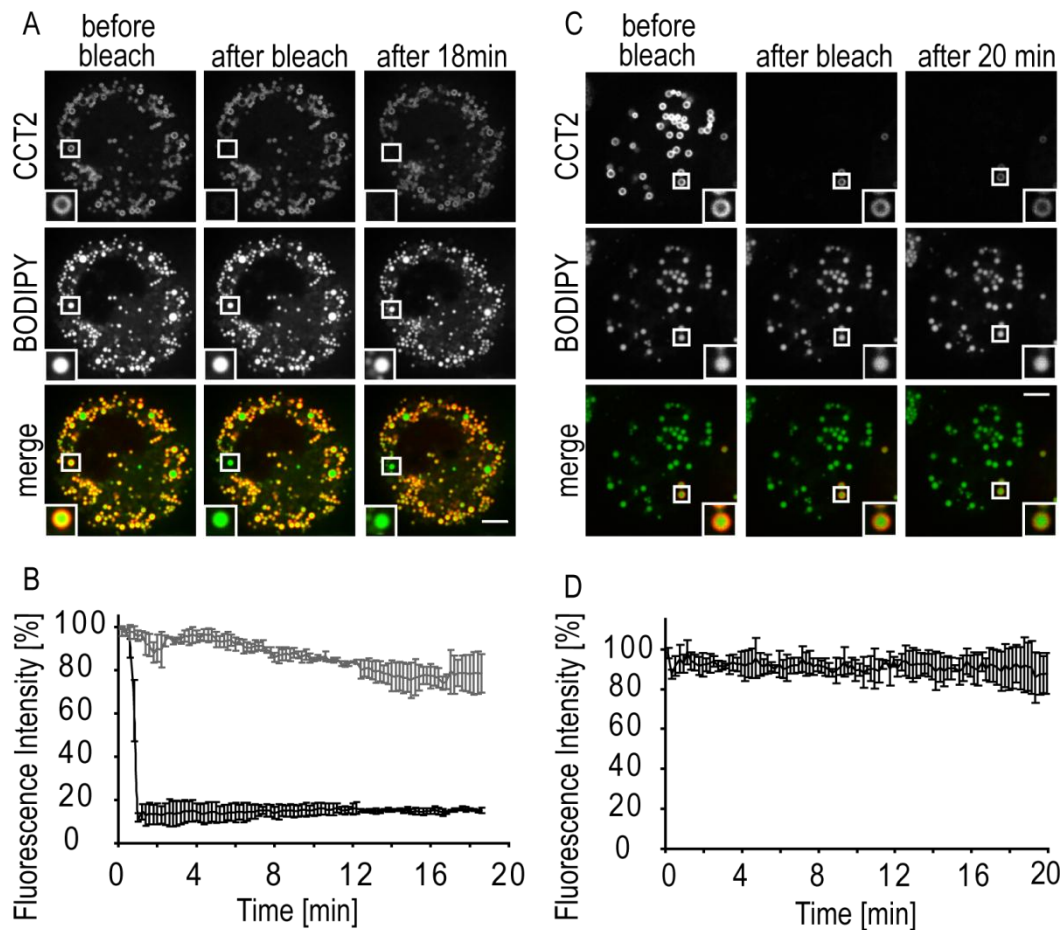 A
before
bleach
after bleach
after 18min
CCT2
BODIPY
merge
C
before
bleach
after bleach
after 20 min
CCT2
BODIPY
merge
B
Fluorescence Intensity [%]
100
80
60
40
20
0
0 4 8 12 16 20
Time [min]
D
Fluorescence Intensity [%]
100
80
60
40
20
0
0 4 8 12 16 20
Time [min]